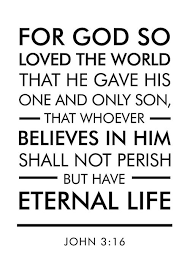 FOR GOD SO
LOVED THE WORLD
THAT HE GAVE HIS
ONE AND ONLY SON,
THAT WHOEVER
BELIEVES IN HIM
SHALL NOT PERISH
BUT HAVE
ETERNAL LIFE
JOHN 3:16